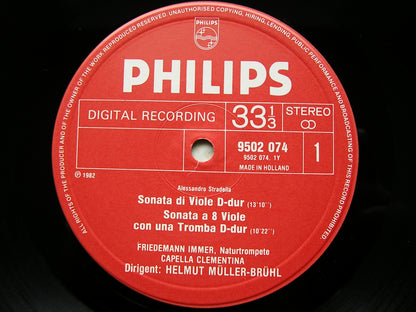 ALL RIGHTS OF THE PRODUCER AND OF THE OWNER OF THE WORK REPRODUCED RESERVED. UNAUTHORISED COPYING, HIRING, LENDING, PUBLIC PERFORMANCE AND BROADCASTING OF THIS RECORD PROHIBITED.
PHILIPS
PHILIPS
DIGITAL RECORDING
33 1/3
STEREO
9502 074
9502 074.1Y
MADE IN HOLLAND
1
℗ 1982
Alessandro Stradella
Sonata di Viole D-dur (13'10'')
Sonata a 8 Viole
con una Tromba D-dur (10'22'')
FRIEDEMANN IMMER, Naturtrompete
CAPELLA CLEMENTINA
Dirigent: HELMUT MÜLLER-BRÜHL